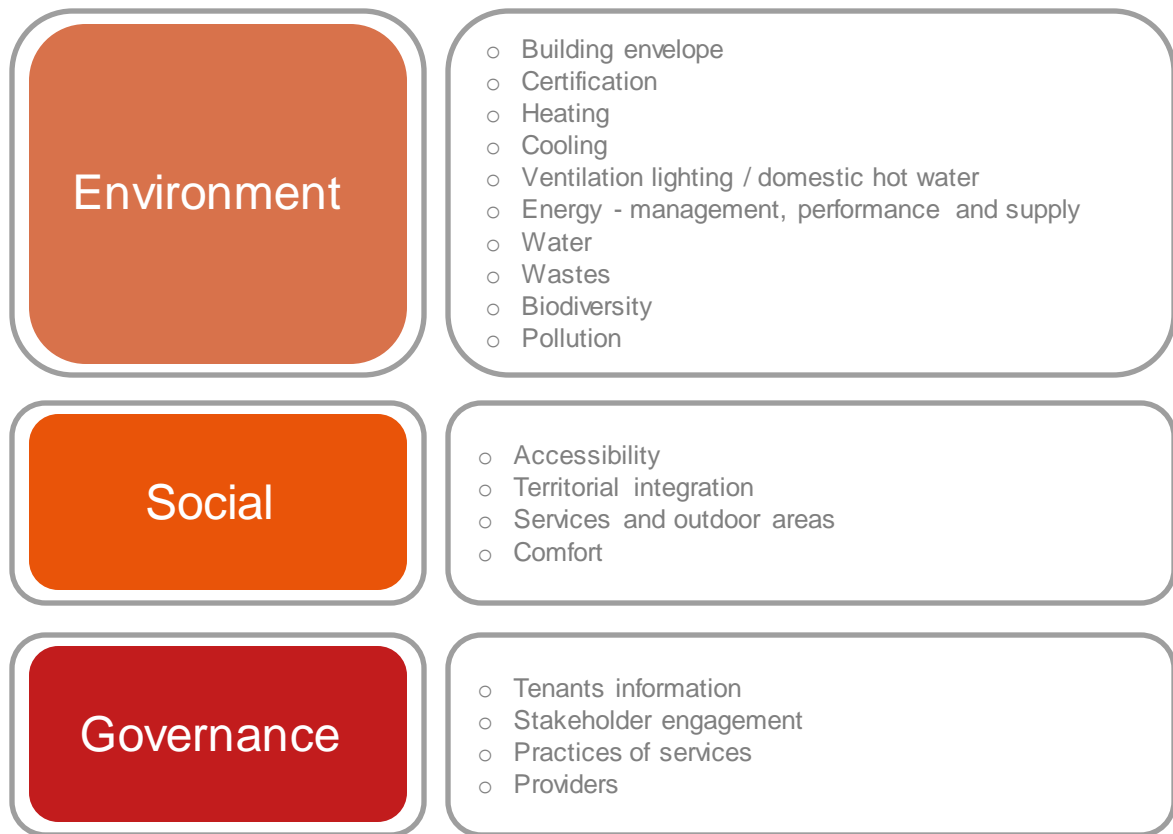 Environment
o Building envelope
o Certification
o Heating
o Cooling
o Ventilation lighting / domestic hot water
o Energy - management, performance and supply
o Water
o Wastes
o Biodiversity
o Pollution
Social
o Accessibility
o Territorial integration
o Services and outdoor areas
o Comfort
Governance
o Tenants information
o Stakeholder engagement
o Practices of services
o Providers